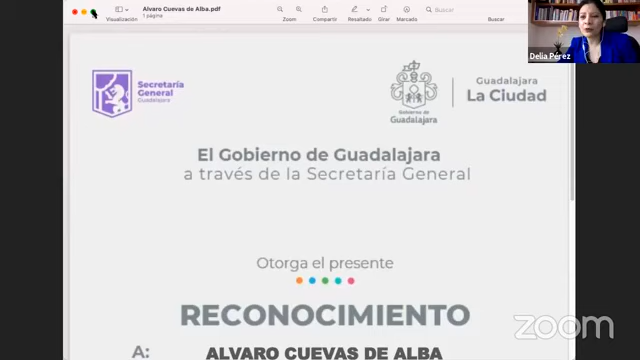 Alvaro Cuevas de Alba.pdf
1 página
Visualización
Zoom
Compartir
Resaltado
Girar
Marcado
Buscar
Buscar
Delia Pérez
Secretaría
General
Guadalajara
Gobierno de
Guadalajara
Guadalajara
La Ciudad
El Gobierno de Guadalajara
a través de la Secretaría General
Otorga el presente
RECONOCIMIENTO
A: ALVARO CUEVAS DE ALBA
zoom